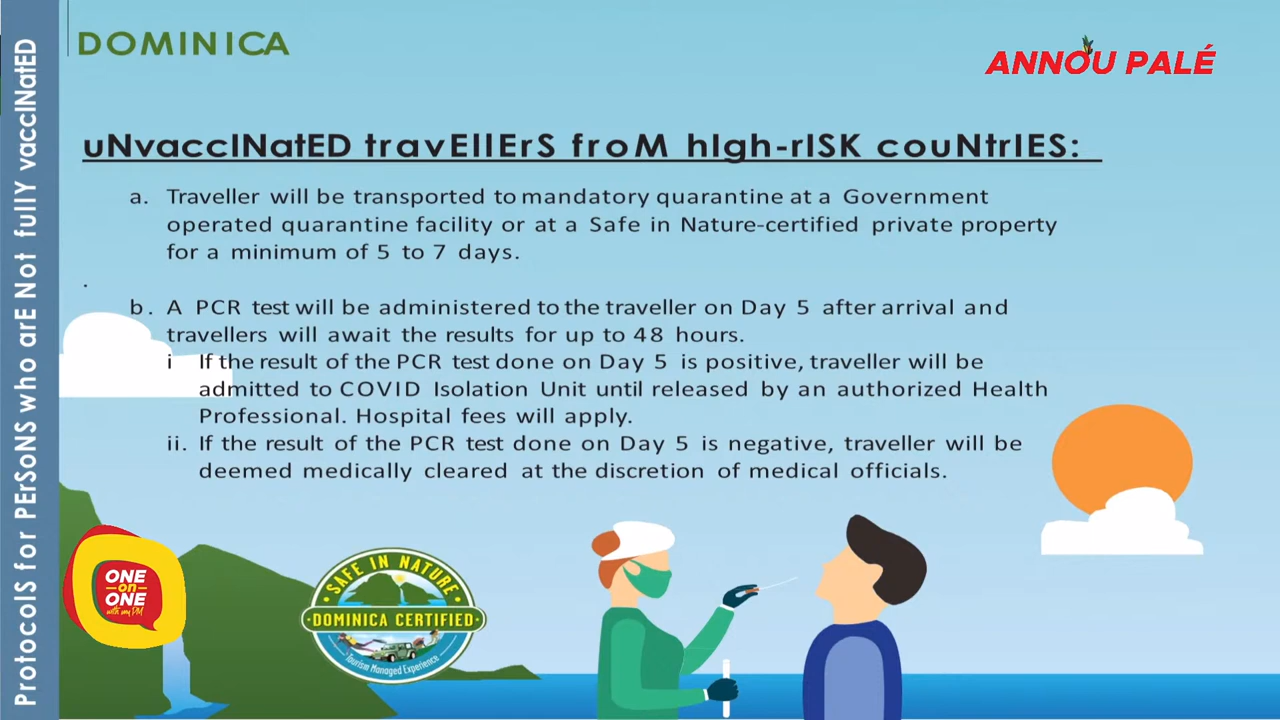 DOMINICA
ANNOU PALÉ
ProtocolS for PErSoNS who arE Not fullY vaccINatED
uNvaccINatED travEllErS froM hIgh-rISK couNtrIES:
a. Traveller will be transported to mandatory quarantine at a Government
operated quarantine facility or at a Safe in Nature-certified private property
for a minimum of 5 to 7 days.
.
b. A PCR test will be administered to the traveller on Day 5 after arrival and
travellers will await the results for up to 48 hours.
i If the result of the PCR test done on Day 5 is positive, traveller will be
admitted to COVID Isolation Unit until released by an authorized Health
Professional. Hospital fees will apply.
ii. If the result of the PCR test done on Day 5 is negative, traveller will be
deemed medically cleared at the discretion of medical officials.
ONE
on
ONE
with my PM
SAFE IN NATURE
DOMINICA CERTIFIED
Tourism Managed Experience